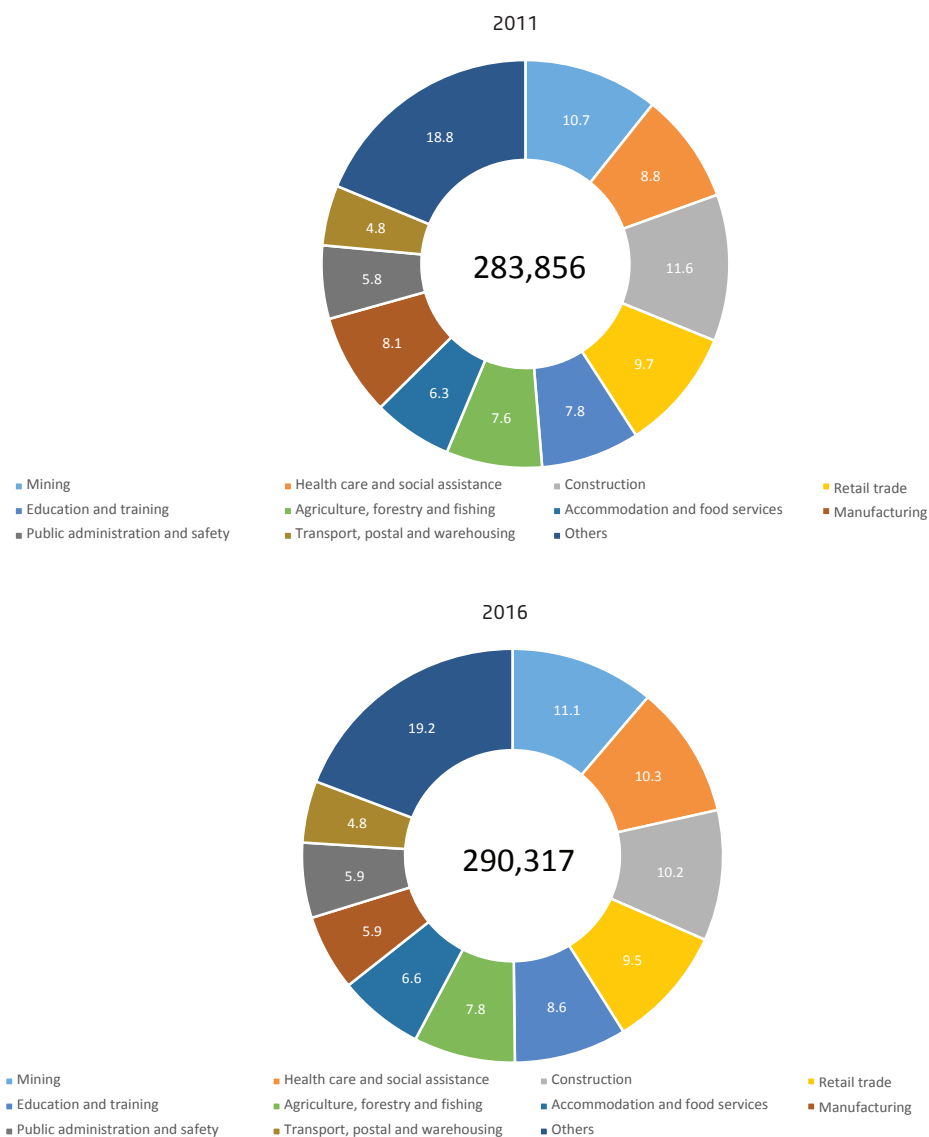 2011
10.7
8.8
11.6
9.7
7.8
7.6
6.3
8.1
5.8
4.8
18.8
283,856
Mining
Health care and social assistance
Construction
Retail trade
Education and training
Agriculture, forestry and fishing
Accommodation and food services
Manufacturing
Public administration and safety
Transport, postal and warehousing
Others
2016
11.1
10.3
10.2
9.5
8.6
7.8
6.6
5.9
5.9
4.8
19.2
290,317
Mining
Health care and social assistance
Construction
Retail trade
Education and training
Agriculture, forestry and fishing
Accommodation and food services
Manufacturing
Public administration and safety
Transport, postal and warehousing
Others